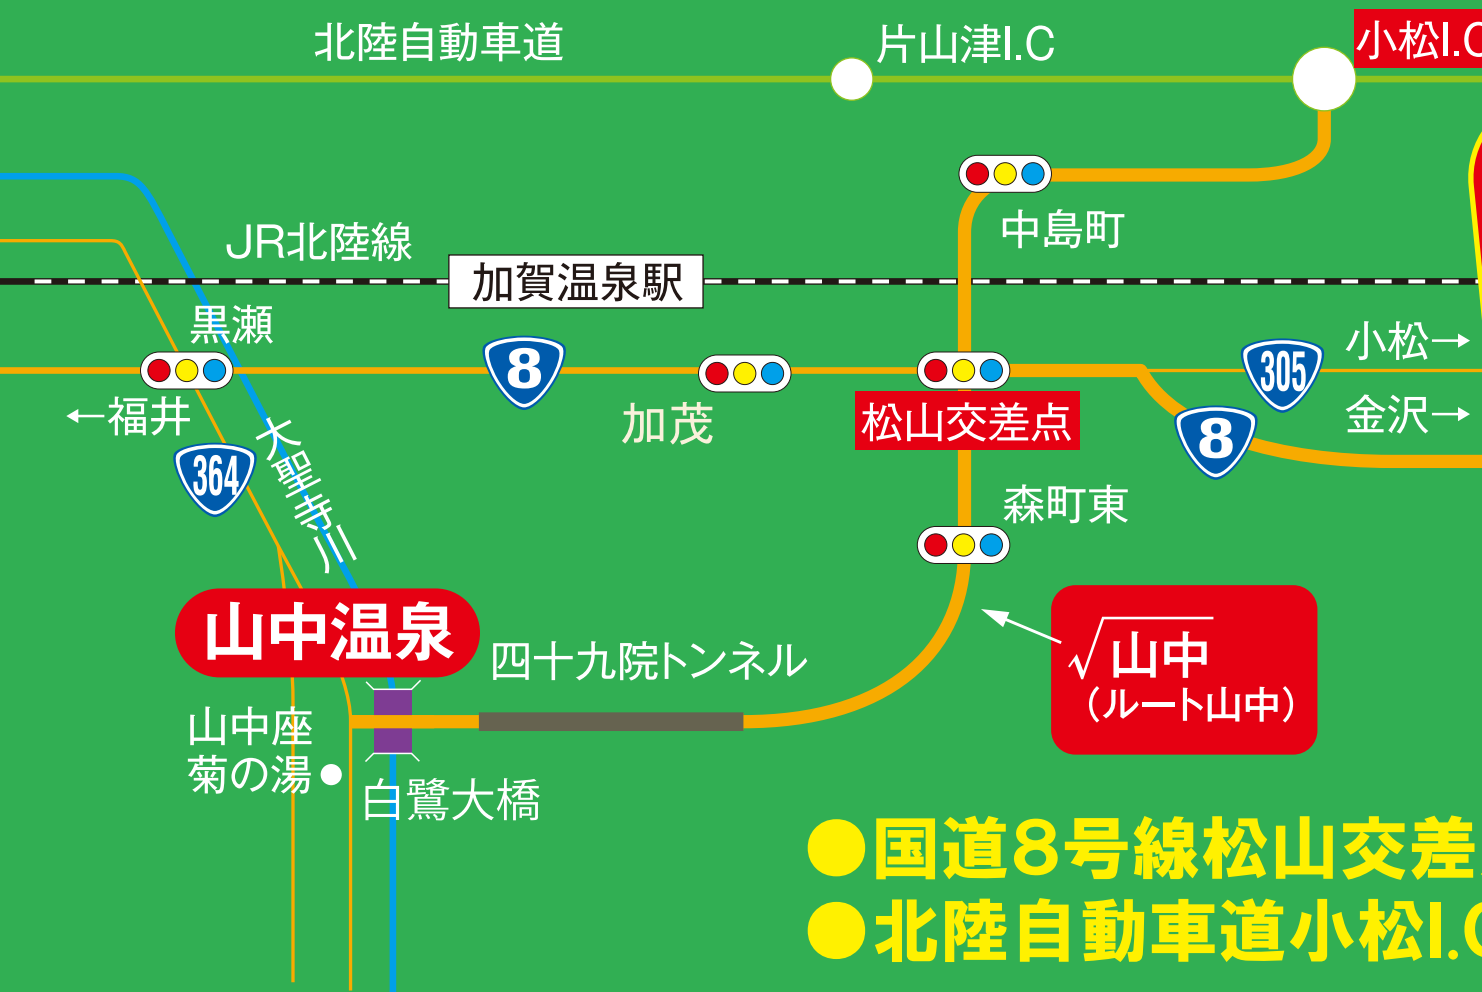 北陸自動車道
片山津I.C
小松I.C
中島町
JR北陸線
加賀温泉駅
黒瀬
8
加茂
松山交差点
305
小松→
金沢→
8
←福井
364
大聖寺川
森町東
山中温泉
四十九院トンネル
√山中
(ルート山中)
山中座
菊の湯●
白鷺大橋
●国道8号線松山交差
●北陸自動車道小松I.C